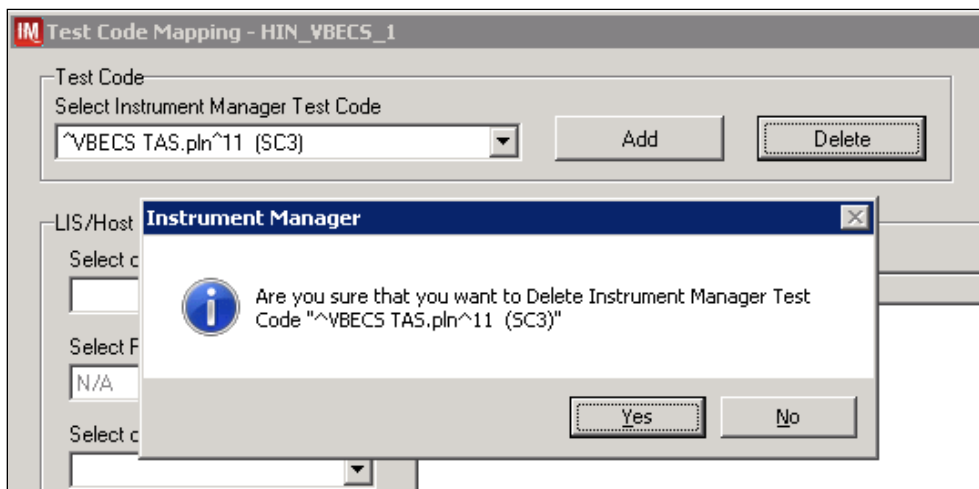 IM Test Code Mapping - HIN_VBECS_1
Test Code
Select Instrument Manager Test Code
^VBECS TAS.pln^11 (SC3)
Add
Delete
LIS/Host
Instrument Manager
Select c
Are you sure that you want to Delete Instrument Manager Test
Code "^VBECS TAS.pln^11 (SC3)"
Select F
N/A
Yes
No
Select c